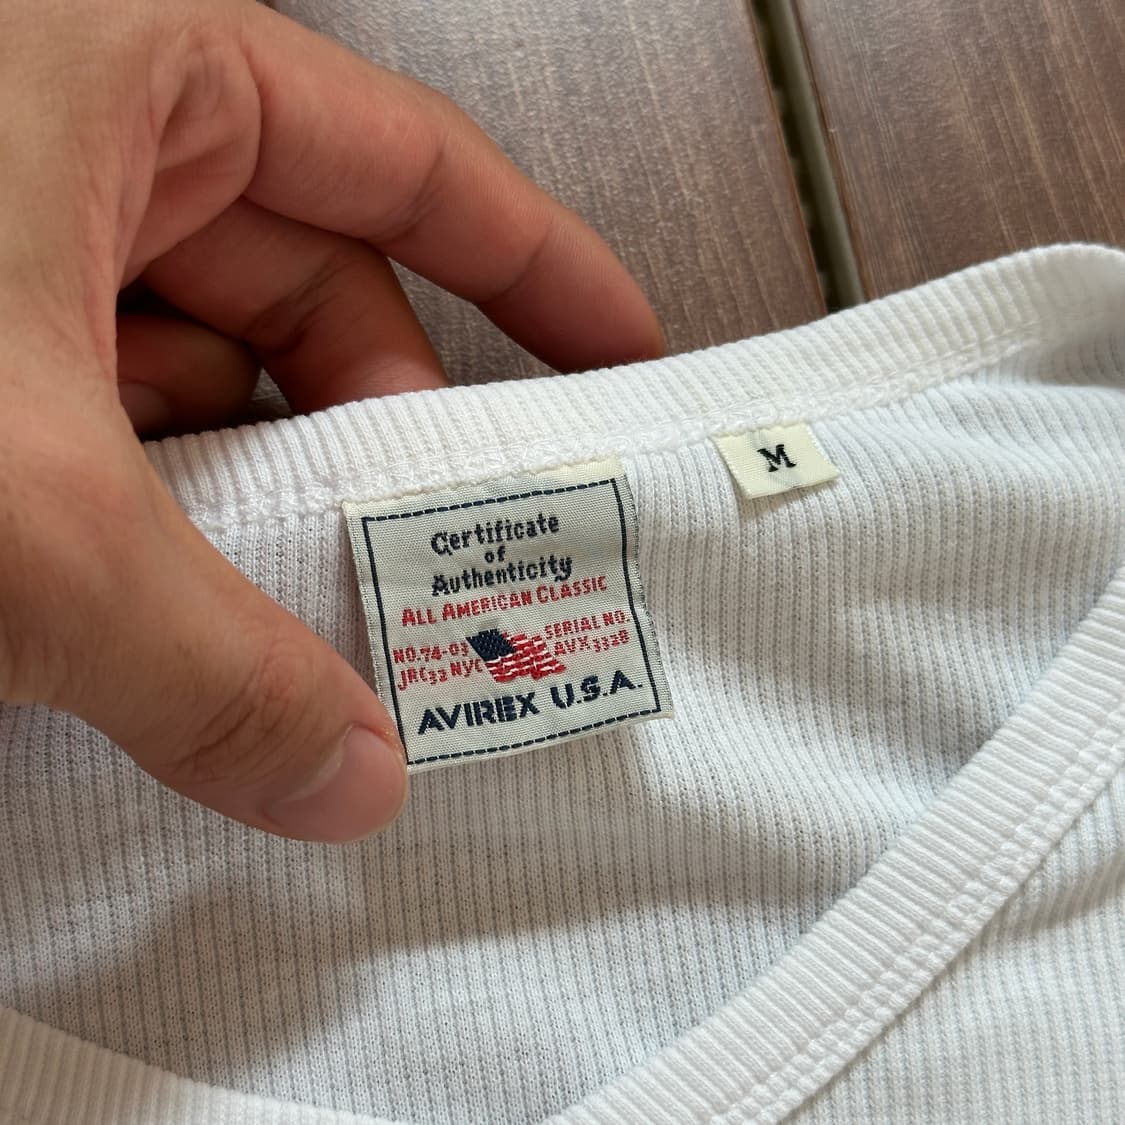 Certificate
of
Authenticity
ALL AMERICAN CLASSIC
NO.74-03
JRC33 NYC
SERIAL NO.
AVX3328
AVIREX U.S.A.
M